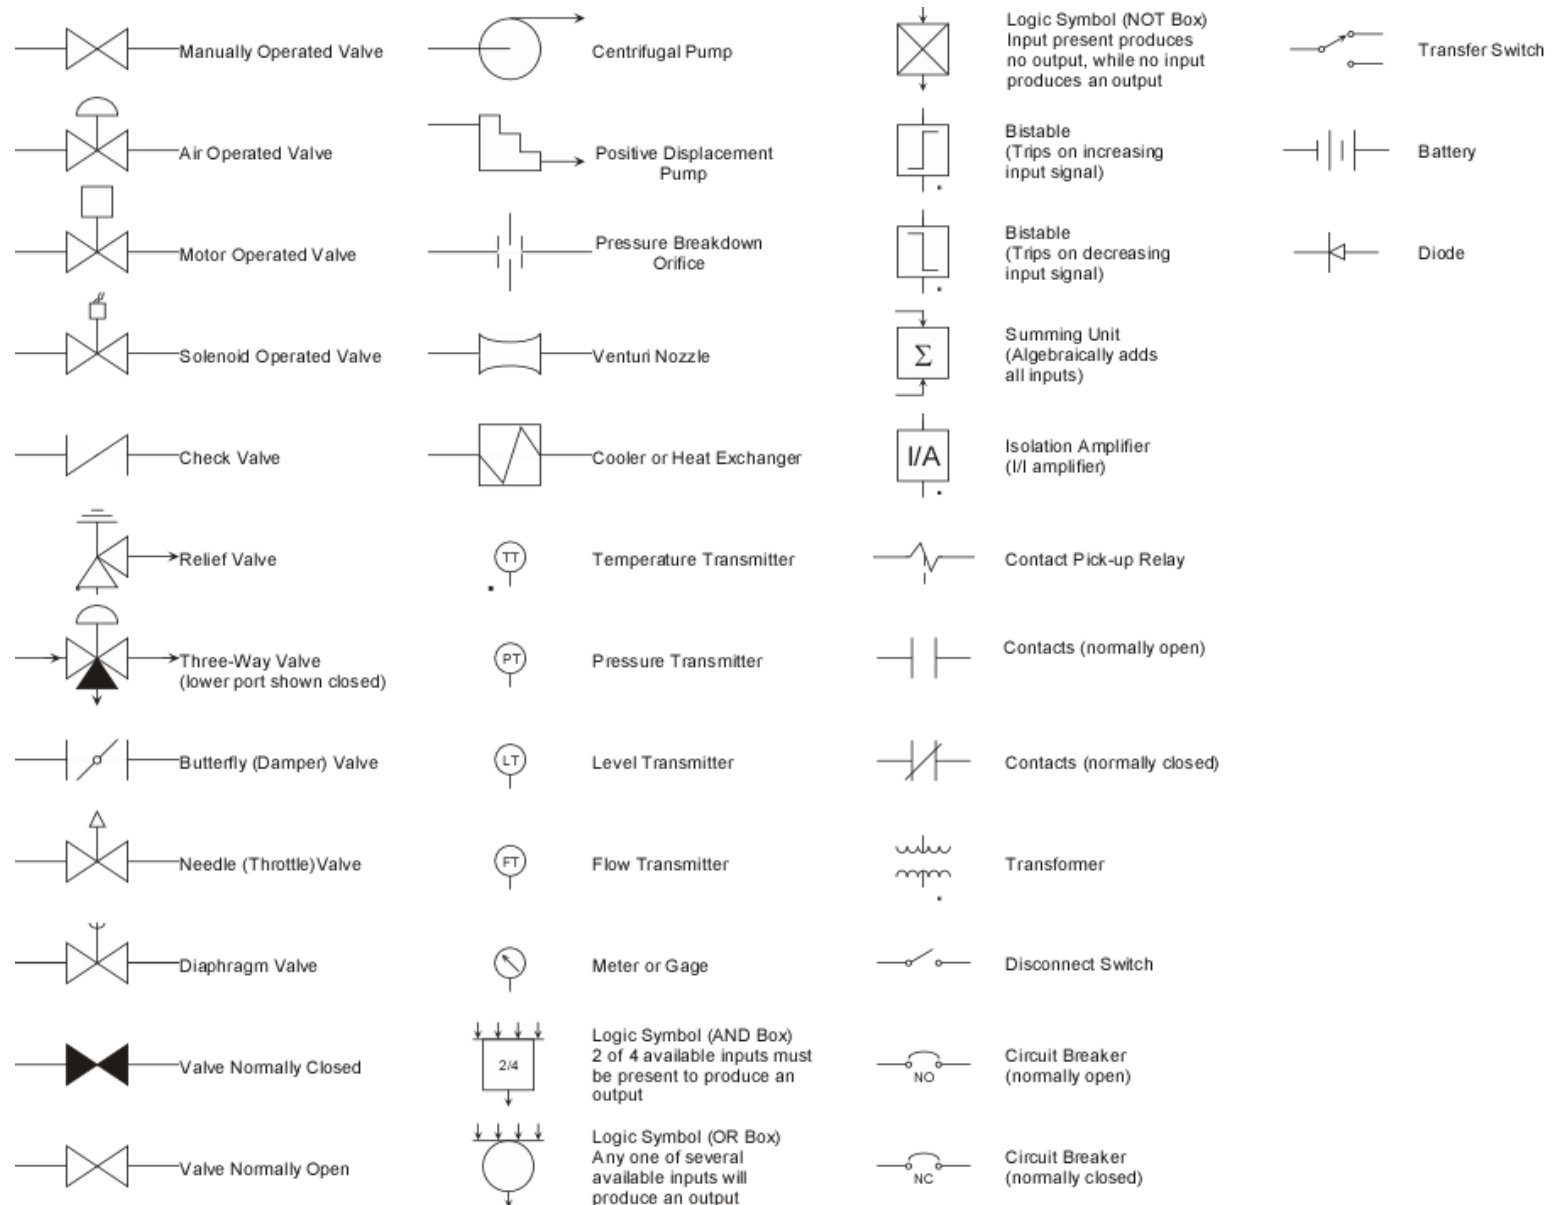 Manually Operated Valve
Air Operated Valve
Motor Operated Valve
Solenoid Operated Valve
Check Valve
Relief Valve
Three-Way Valve
(lower port shown closed)
Butterfly (Damper) Valve
Needle (Throttle)Valve
Diaphragm Valve
Valve Normally Closed
Valve Normally Open
Centrifugal Pump
Positive Displacement
Pump
Pressure Breakdown
Orifice
Venturi Nozzle
Cooler or Heat Exchanger
TT
Temperature Transmitter
PT
Pressure Transmitter
LT
Level Transmitter
FT
Flow Transmitter
Meter or Gage
2/4
Logic Symbol (AND Box)
2 of 4 available inputs must
be present to produce an
output
Logic Symbol (OR Box)
Any one of several
available inputs will
produce an output
Logic Symbol (NOT Box)
Input present produces
no output, while no input
produces an output
Bistable
(Trips on increasing
input signal)
Bistable
(Trips on decreasing
input signal)
Σ
Summing Unit
(Algebraically adds
all inputs)
I/A
Isolation Amplifier
(I/I amplifier)
Contact Pick-up Relay
Contacts (normally open)
Contacts (normally closed)
Transformer
Disconnect Switch
NO
Circuit Breaker
(normally open)
NC
Circuit Breaker
(normally closed)
Transfer Switch
Battery
Diode